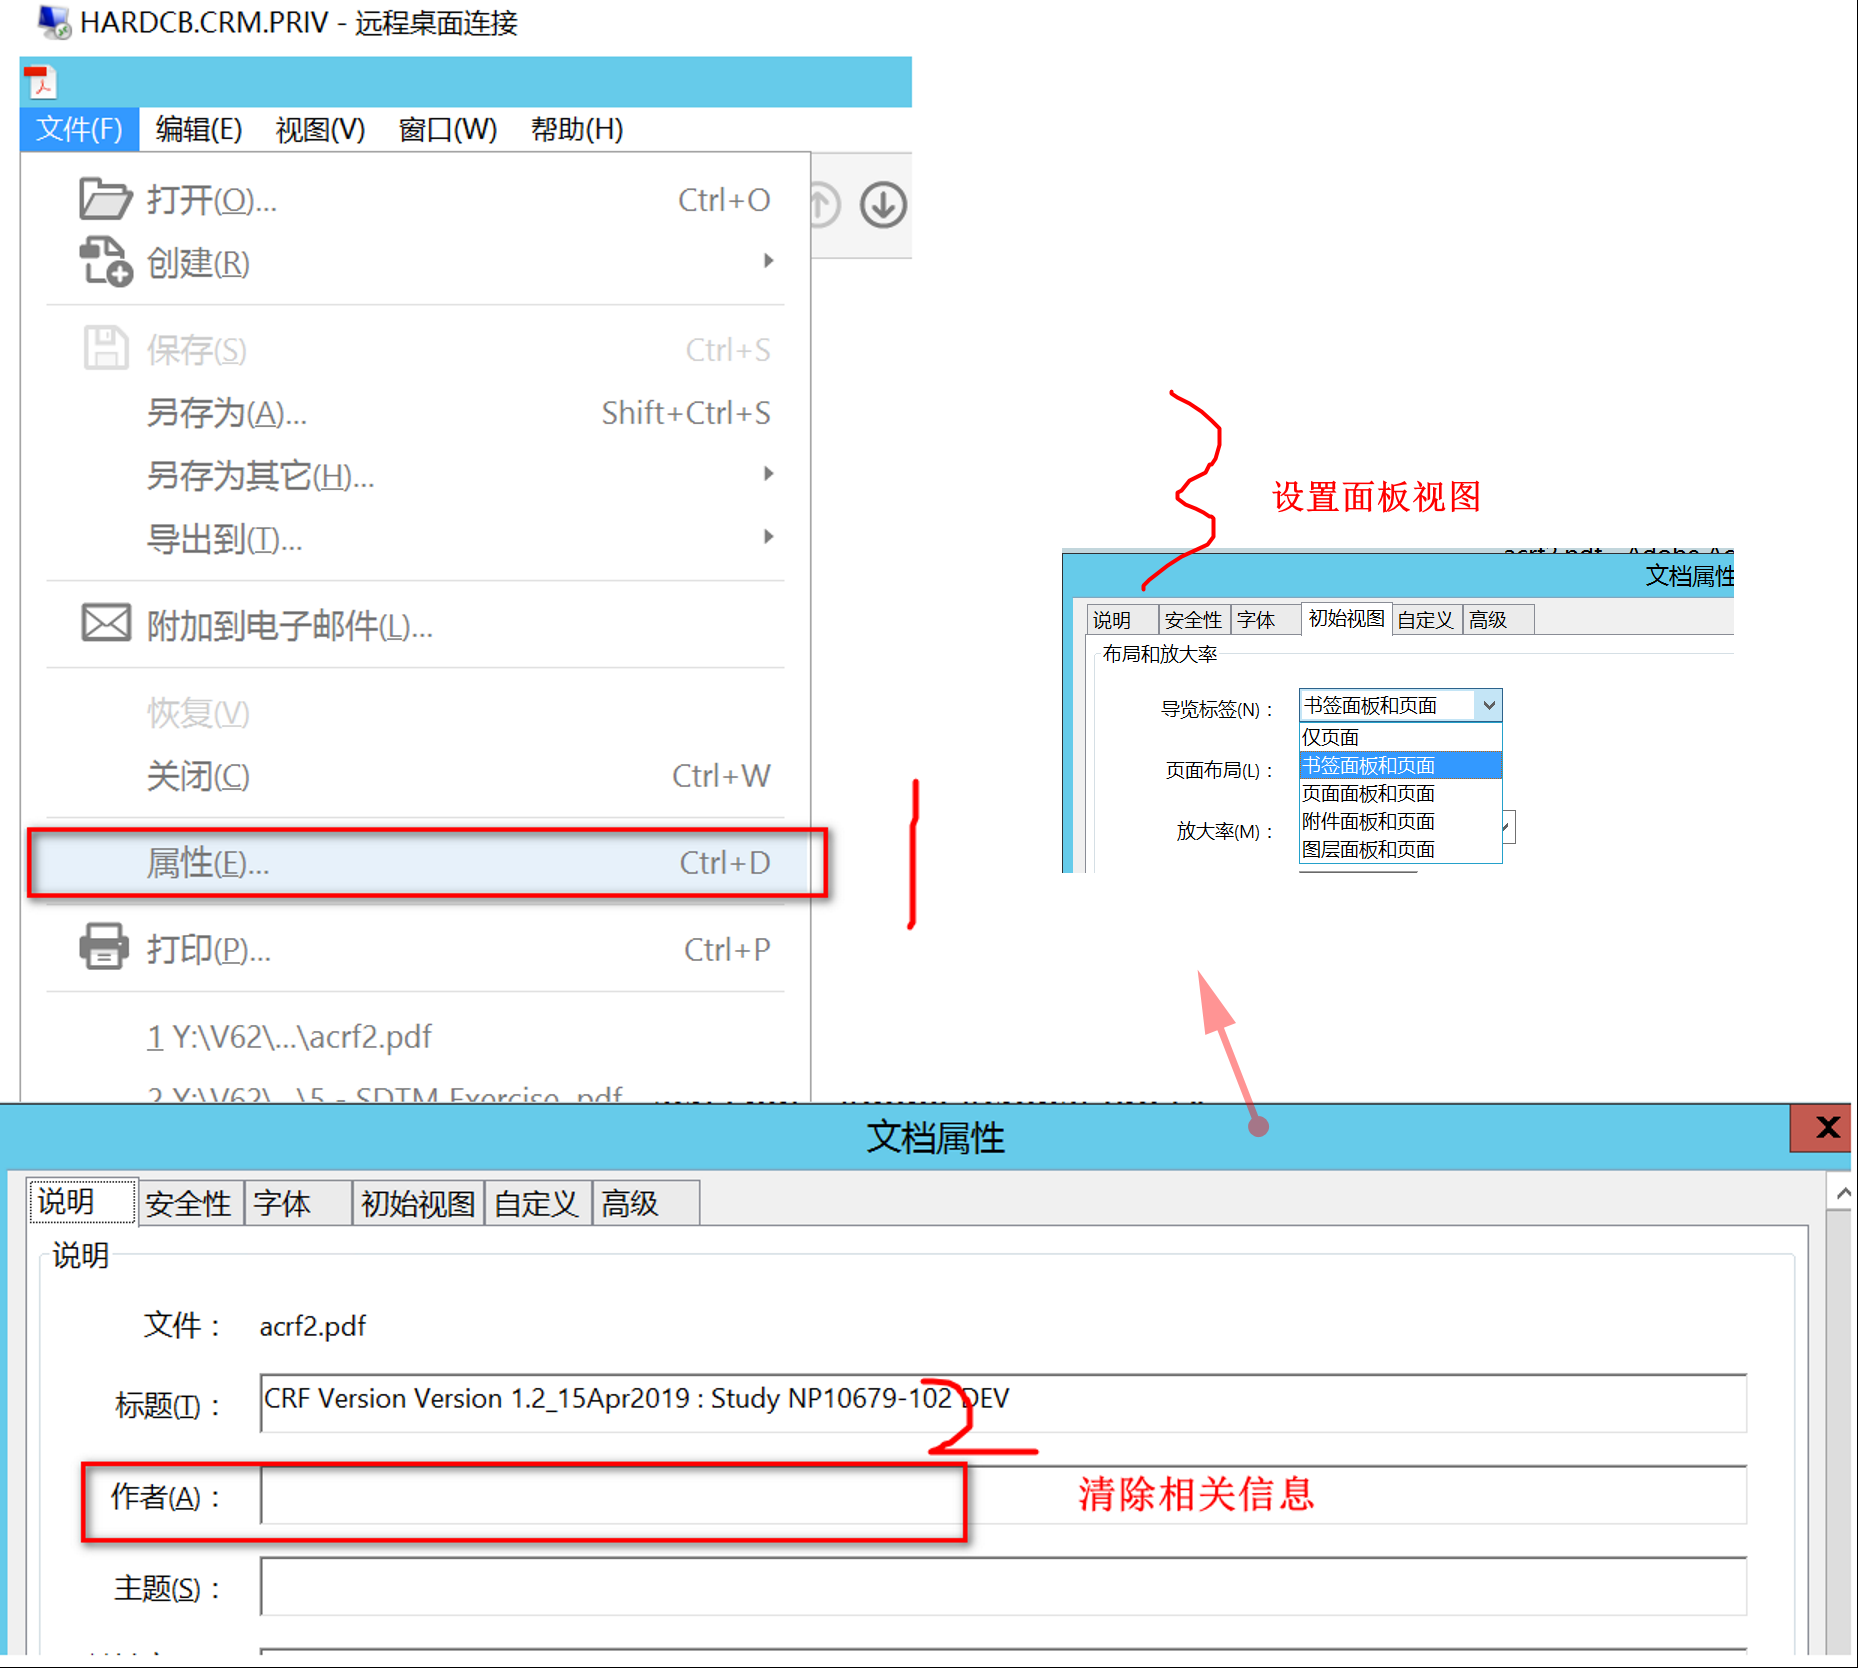 HARDCB.CRM.PRIV - 远程桌面连接
文件(F) 编辑(E) 视图(V) 窗口(W) 帮助(H)
打开(O)... Ctrl+O
创建(R)
保存(S) Ctrl+S
另存为(A)... Shift+Ctrl+S
另存为其它(H)...
导出到(T)...
附加到电子邮件(L)...
恢复(V)
关闭(C) Ctrl+W
属性(E)... Ctrl+D
打印(P)... Ctrl+P
1 Y:\V62\...\acrf2.pdf
2 Y:\V62\...\5 - SDTM Exercise .pdf
1
3
设置面板视图
acrf2.pdf - Adobe Ac
文档属性
说明 安全性 字体 初始视图 自定义 高级
布局和放大率
导览标签(N)： 书签面板和页面
仅页面
书签面板和页面
页面布局(L)：
页面面板和页面
附件面板和页面
放大率(M)：
图层面板和页面
文档属性
说明 安全性 字体 初始视图 自定义 高级
说明
文件： acrf2.pdf
标题(T)： CRF Version Version 1.2_15Apr2019 : Study NP10679-102 DEV
2
作者(A)：
清除相关信息
主题(S)：